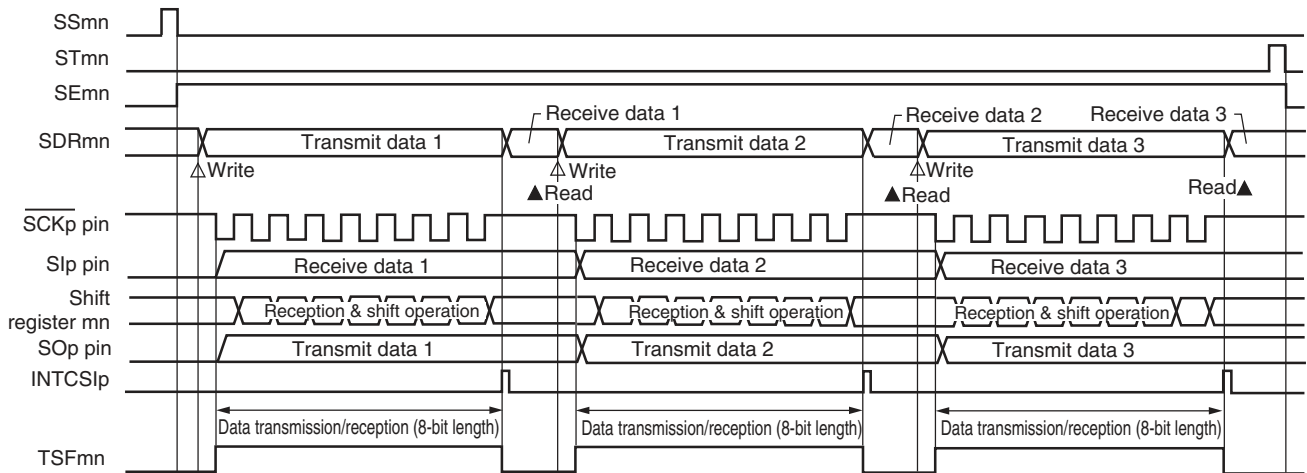 SSmn
STmn
SEmn
Receive data 1
Receive data 2
Receive data 3
SDRmn
Transmit data 1
Transmit data 2
Transmit data 3
△Write
△Write
△Write
▲Read
▲Read
Read▲
SCKp pin
SIp pin
Receive data 1
Receive data 2
Receive data 3
Shift
register mn
Reception & shift operation
Reception & shift operation
Reception & shift operation
SOp pin
Transmit data 1
Transmit data 2
Transmit data 3
INTCSIp
Data transmission/reception (8-bit length)
Data transmission/reception (8-bit length)
Data transmission/reception (8-bit length)
TSFmn